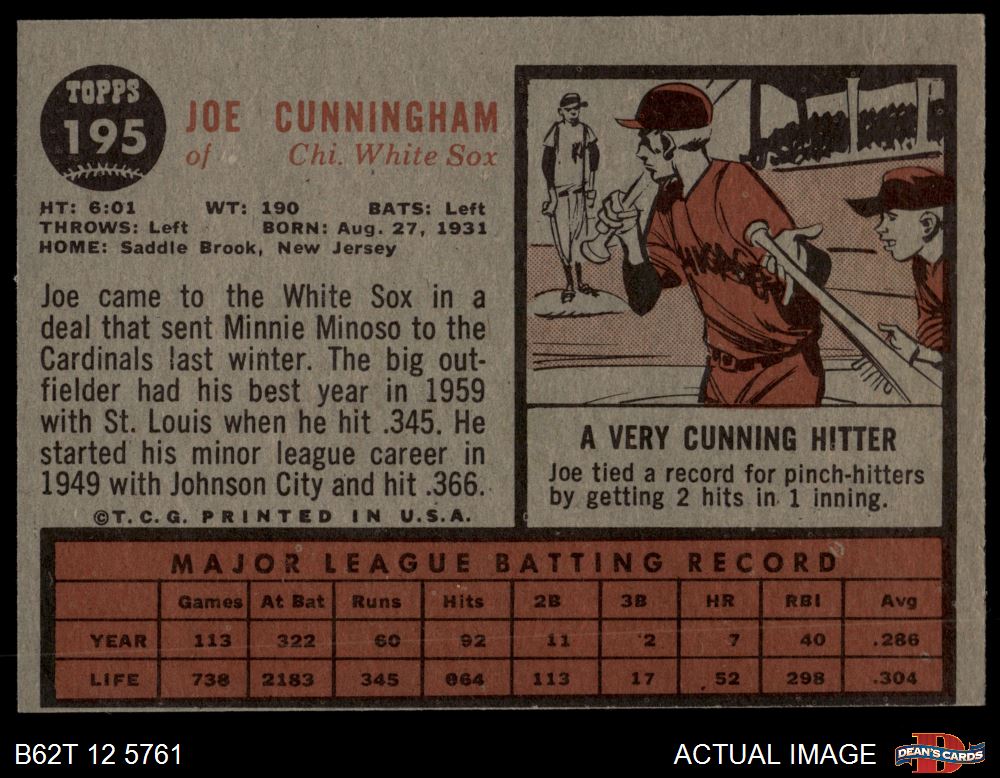 TOPPS
195
JOE CUNNINGHAM
of Chi. White Sox
HT: 6:01 WT: 190 BATS: Left
THROWS: Left BORN: Aug. 27, 1931
HOME: Saddle Brook, New Jersey
Joe came to the White Sox in a
deal that sent Minnie Minoso to the
Cardinals last winter. The big out-
fielder had his best year in 1959
with St. Louis when he hit .345. He
started his minor league career in
1949 with Johnson City and hit .366.
©T.C.G. PRINTED IN U.S.A.
A VERY CUNNING HITTER
Joe tied a record for pinch-hitters
by getting 2 hits in 1 inning.
MAJOR LEAGUE BATTING RECORD
Games At Bat Runs Hits 2B 3B HR RBI Avg
YEAR 113 322 60 92 11 2 7 40 .286
LIFE 738 2183 345 664 113 17 52 298 .304
B62T 12 5761
ACTUAL IMAGE
DEAN'S CARDS